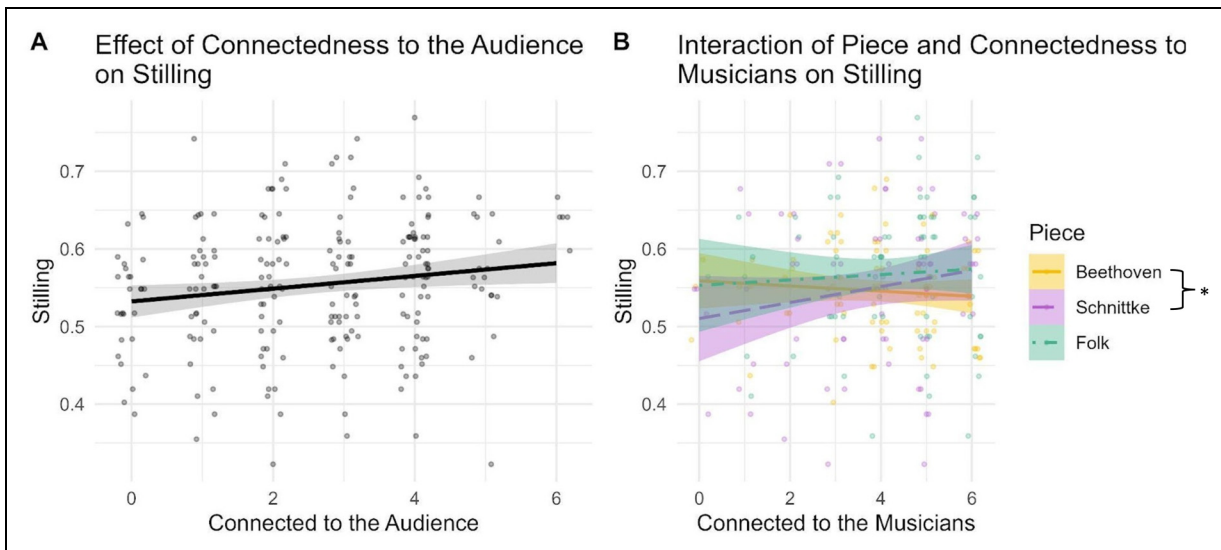 A
Effect of Connectedness to the Audience
on Stilling
Stilling
0.7
0.6
0.5
0.4
0
2
4
6
Connected to the Audience
B
Interaction of Piece and Connectedness to
Musicians on Stilling
Stilling
0.7
0.6
0.5
0.4
0
2
4
6
Connected to the Musicians
Piece
Beethoven
Schnittke
Folk
*